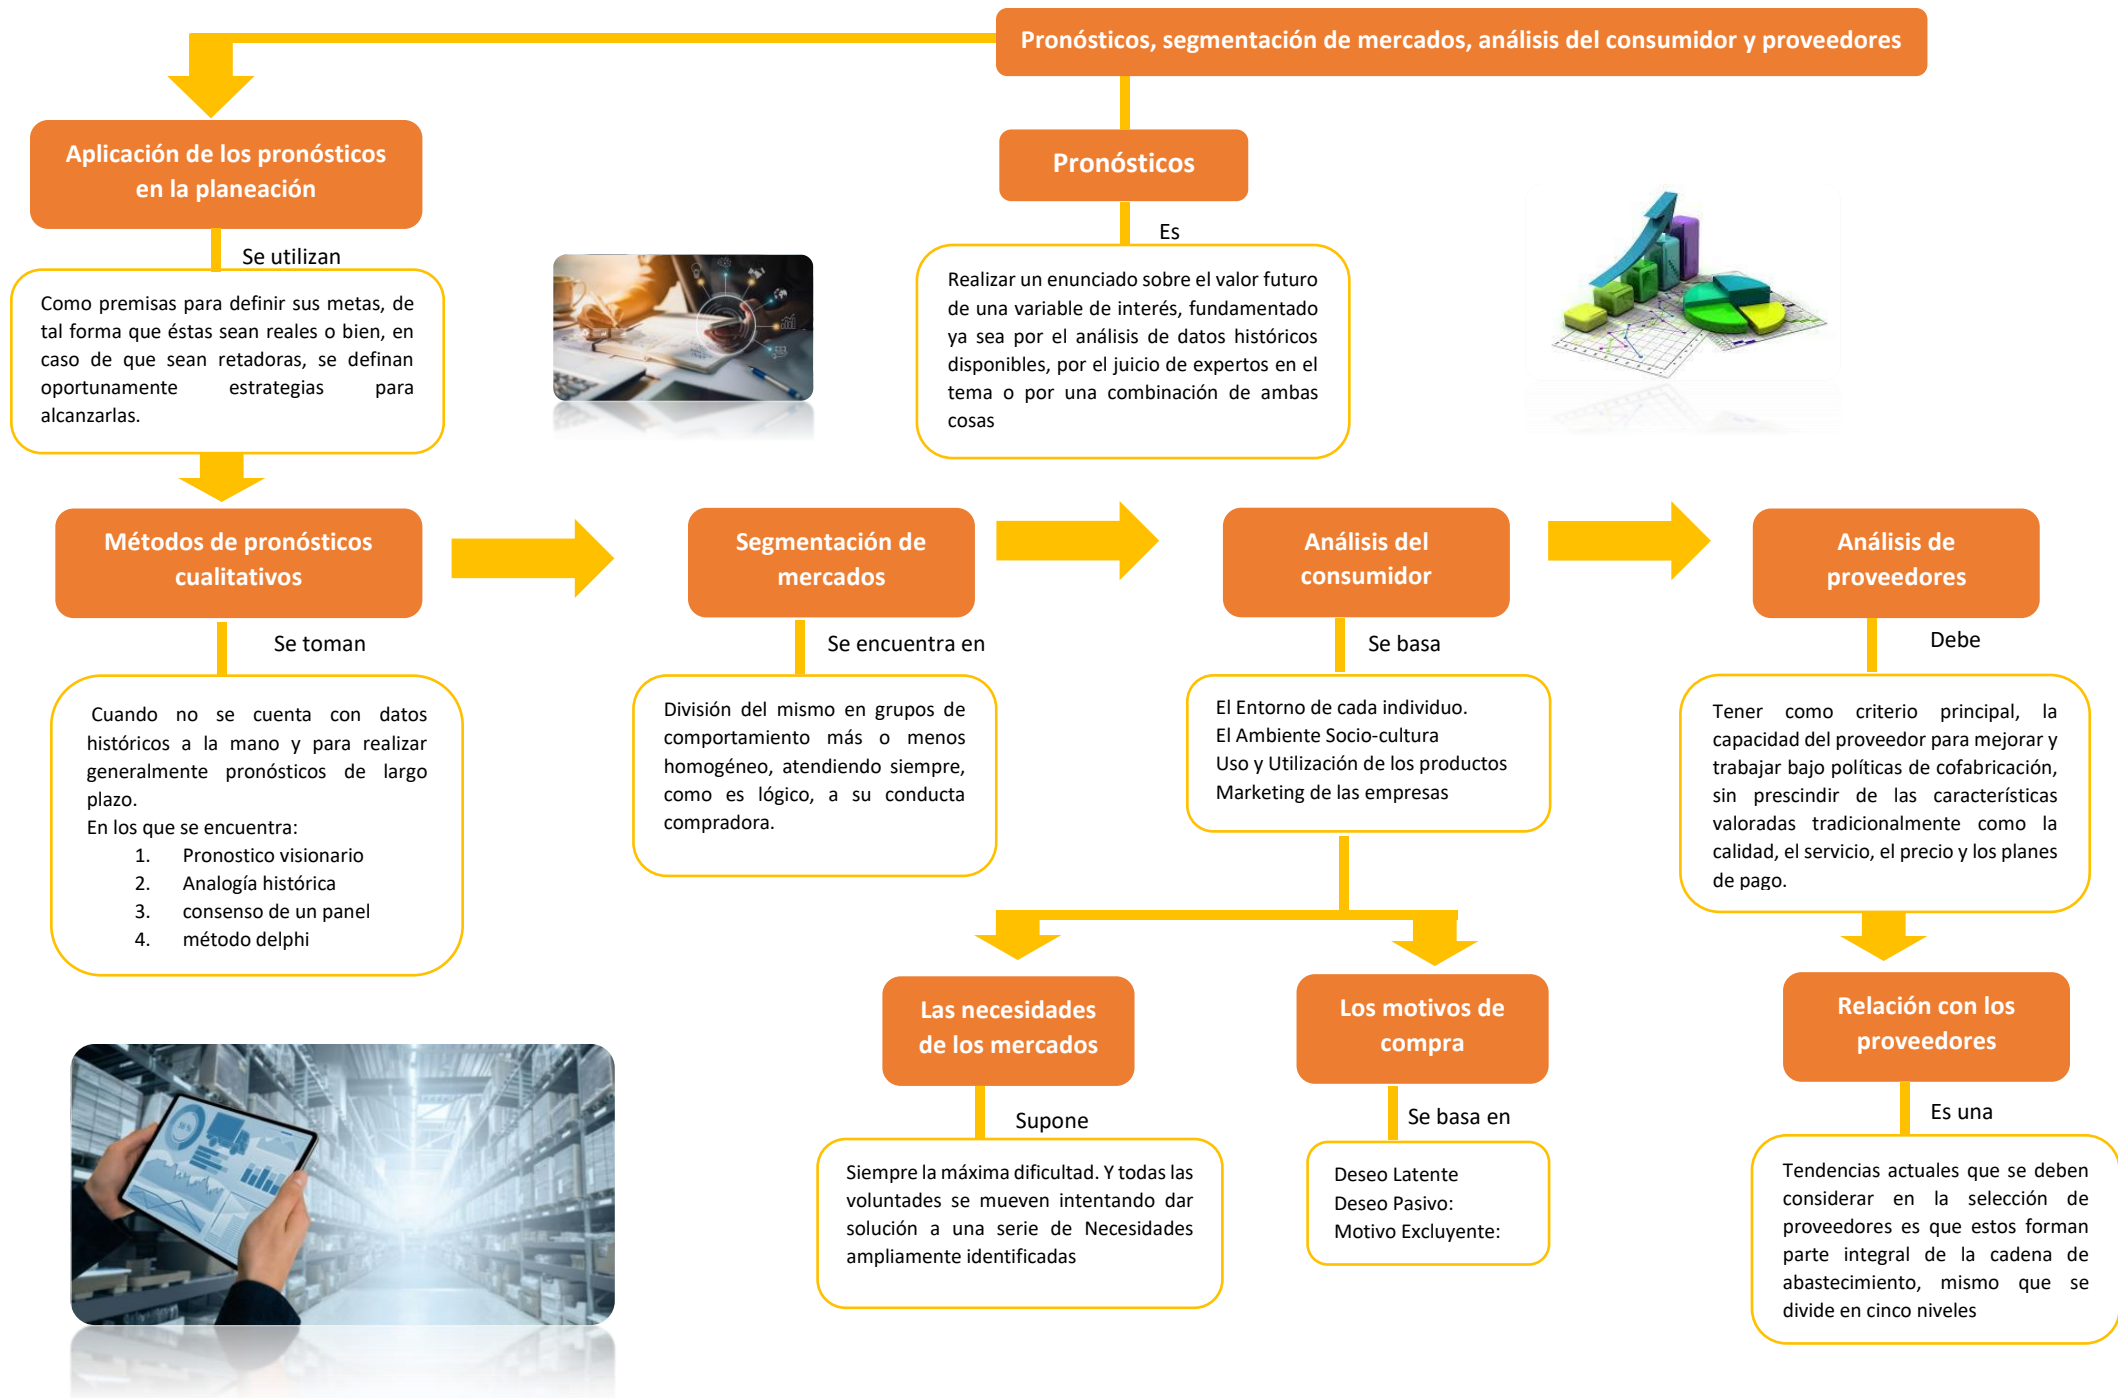 Pronósticos, segmentación de mercados, análisis del consumidor y proveedores
Aplicación de los pronósticos
en la planeación
Se utilizan
Como premisas para definir sus metas, de
tal forma que éstas sean reales o bien, en
caso de que sean retadoras, se definan
oportunamente estrategias para
alcanzarlas.
Pronósticos
Es
Realizar un enunciado sobre el valor futuro
de una variable de interés, fundamentado
ya sea por el análisis de datos históricos
disponibles, por el juicio de expertos en el
tema o por una combinación de ambas
cosas
Métodos de pronósticos
cualitativos
Se toman
Cuando no se cuenta con datos
históricos a la mano y para realizar
generalmente pronósticos de largo
plazo.
En los que se encuentra:
1. Pronostico visionario
2. Analogía histórica
3. consenso de un panel
4. método delphi
Segmentación de
mercados
Se encuentra en
División del mismo en grupos de
comportamiento más o menos
homogéneo, atendiendo siempre,
como es lógico, a su conducta
compradora.
Análisis del
consumidor
Se basa
El Entorno de cada individuo.
El Ambiente Socio-cultura
Uso y Utilización de los productos
Marketing de las empresas
Análisis de
proveedores
Debe
Tener como criterio principal, la
capacidad del proveedor para mejorar y
trabajar bajo políticas de cofabricación,
sin prescindir de las características
valoradas tradicionalmente como la
calidad, el servicio, el precio y los planes
de pago.
Las necesidades
de los mercados
Supone
Siempre la máxima dificultad. Y todas las
voluntades se mueven intentando dar
solución a una serie de Necesidades
ampliamente identificadas
Los motivos de
compra
Se basa en
Deseo Latente
Deseo Pasivo:
Motivo Excluyente:
Relación con los
proveedores
Es una
Tendencias actuales que se deben
considerar en la selección de
proveedores es que estos forman
parte integral de la cadena de
abastecimiento, mismo que se
divide en cinco niveles